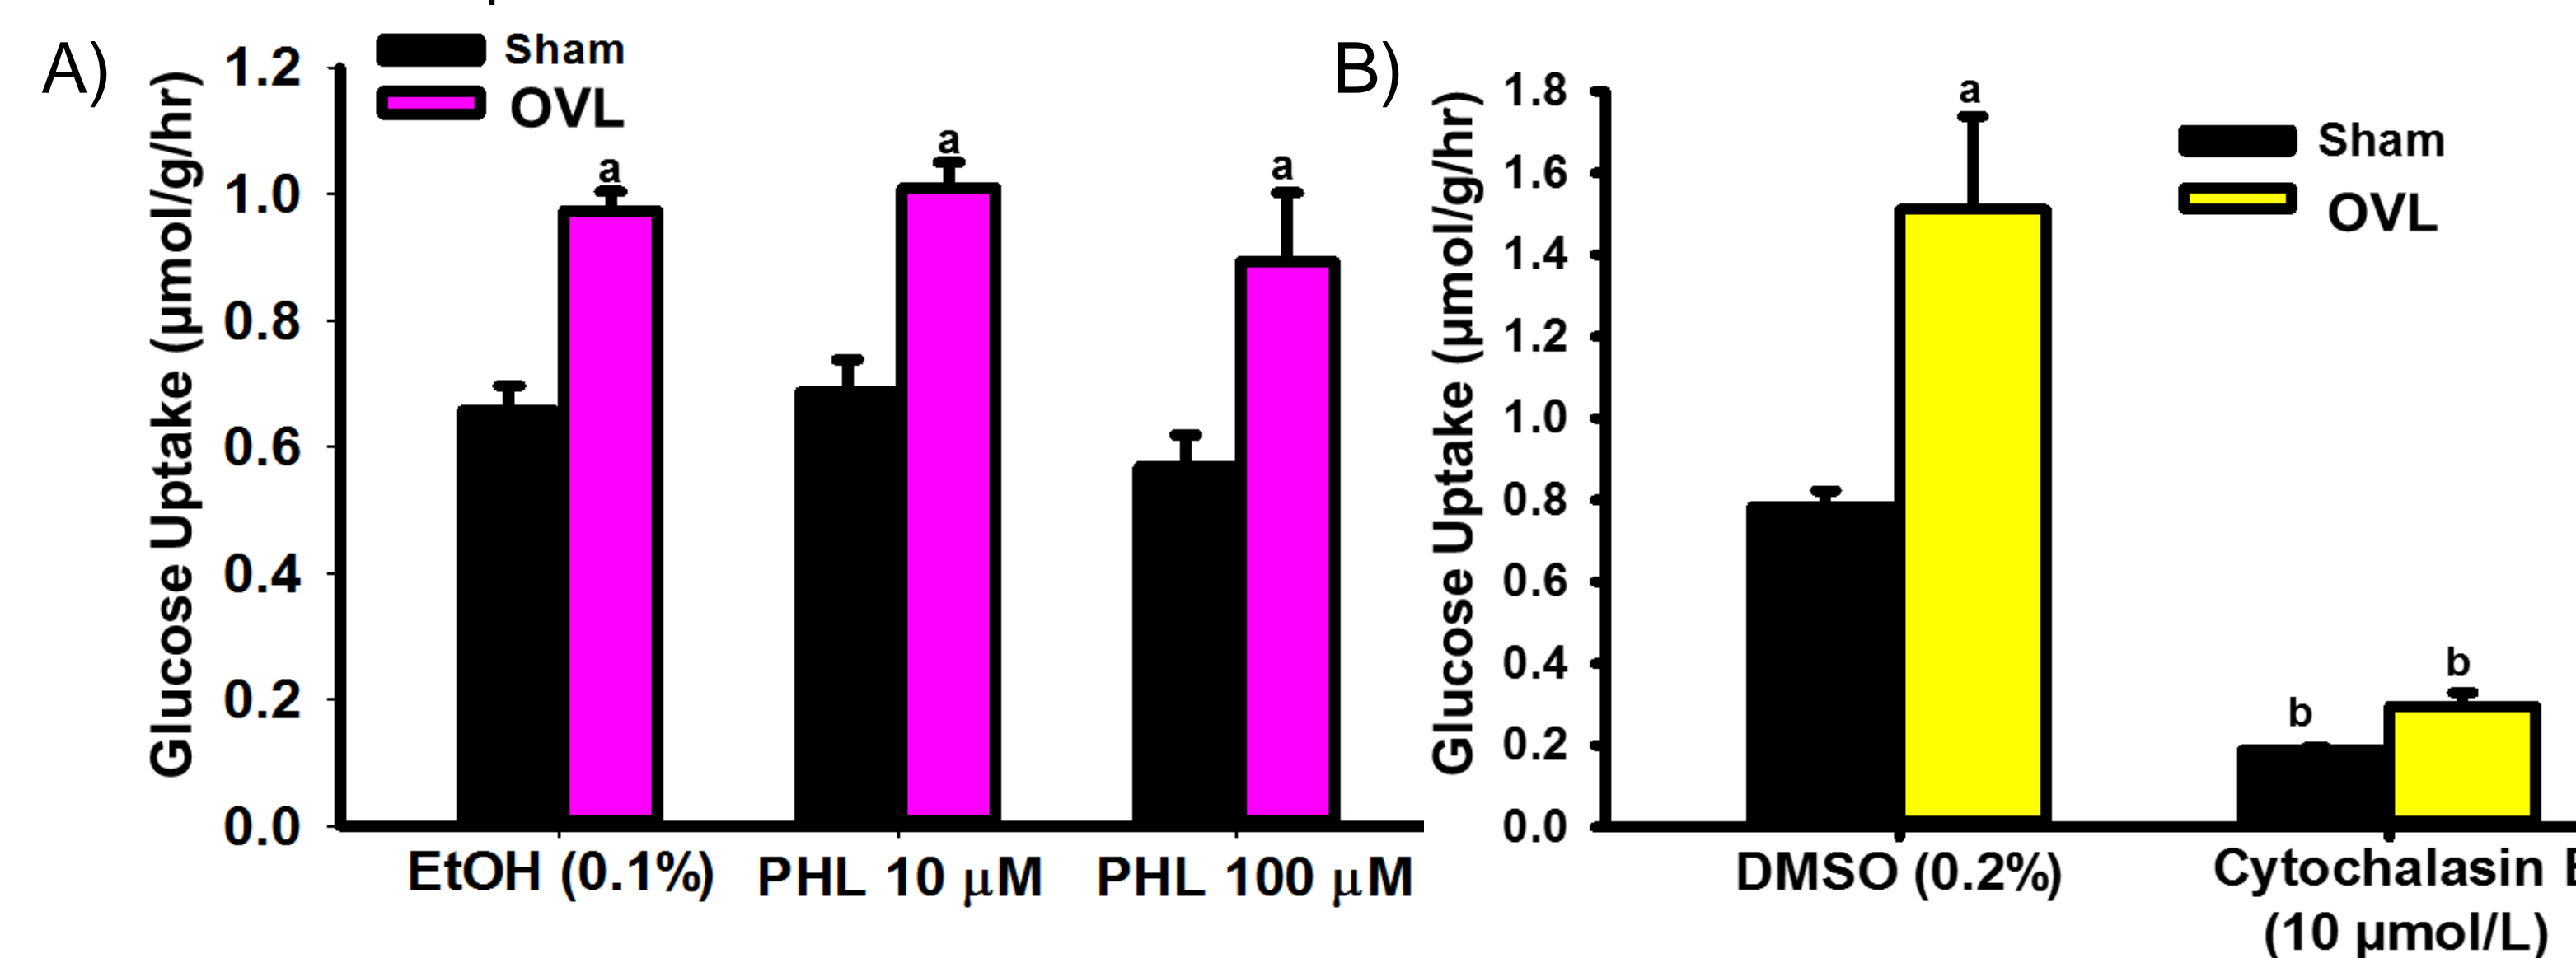 A)
Sham
OVL
Glucose Uptake (µmol/g/hr)
1.2
1.0
0.8
0.6
0.4
0.2
0.0
a
a
a
EtOH (0.1%)
PHL 10 μM
PHL 100 μM
B)
Sham
OVL
Glucose Uptake (µmol/g/hr)
1.8
1.6
1.4
1.2
1.0
0.8
0.6
0.4
0.2
0.0
a
b
b
DMSO (0.2%)
Cytochalasin
(10 µmol/L)